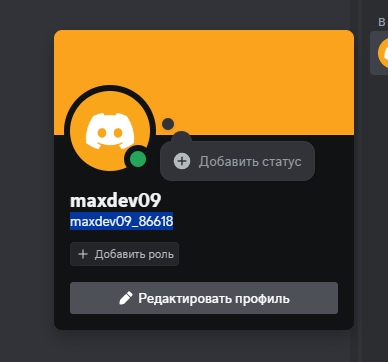 В
Добавить статус
maxdev09
maxdev09_86618
Добавить роль
Редактировать профиль